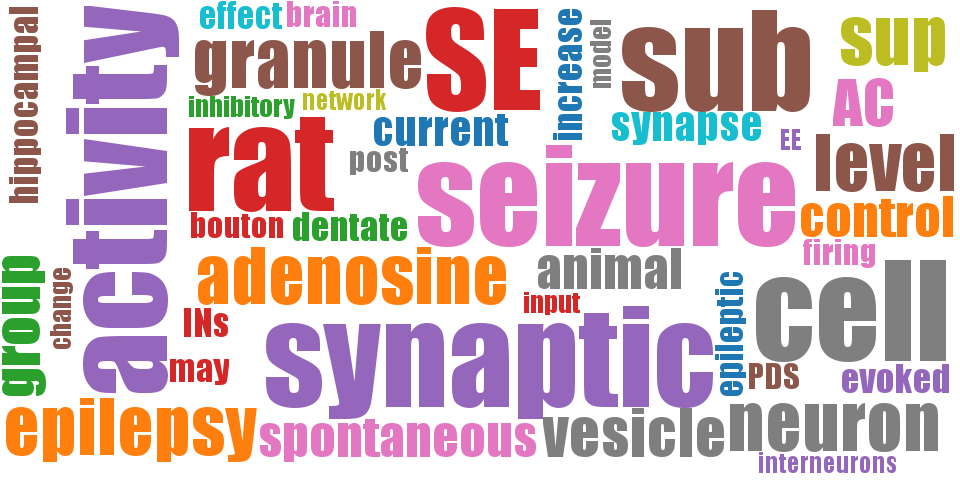 hippocampal
activity
effect
brain
granule
SE
increase
model
sub
sup
inhibitory
network
AC
rat
current
synapse
EE
post
seizure
level
bouton
dentate
control
firing
group
change
adenosine
animal
cell
INs
input
epileptic
may
synaptic
PDS
evoked
epilepsy
spontaneous
vesicle
neuron
interneurons